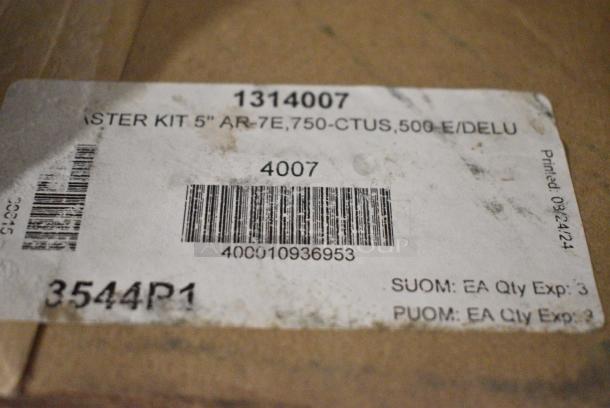 1314007
ASTER KIT 5" AR-7E,750-CTUS,500-E/DELU
4007
400010936953
3544P1
SUOM: EA Qty Exp: 3
PUOM: EA Qty Exp: 3
Printed: 08/24/24